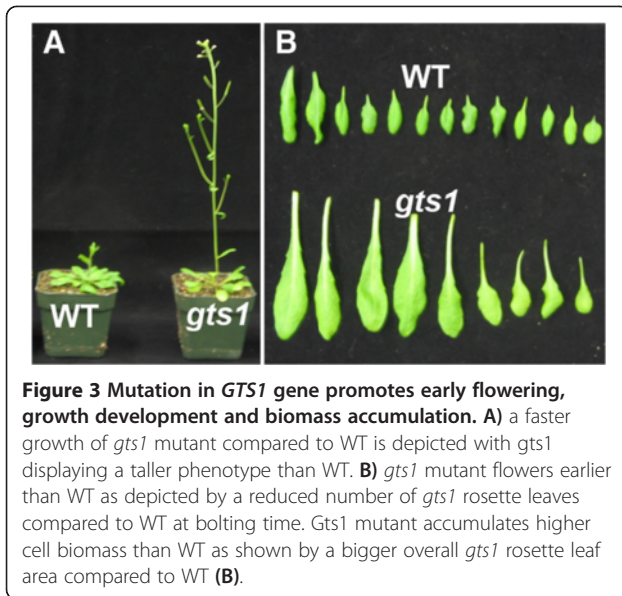 A B
WT
gts1
WT gts1
Figure 3 Mutation in GTS1 gene promotes early flowering,
growth development and biomass accumulation. A) a faster
growth of gts1 mutant compared to WT is depicted with gts1
displaying a taller phenotype than WT. B) gts1 mutant flowers earlier
than WT as depicted by a reduced number of gts1 rosette leaves
compared to WT at bolting time. Gts1 mutant accumulates higher
cell biomass than WT as shown by a bigger overall gts1 rosette leaf
area compared to WT (B).